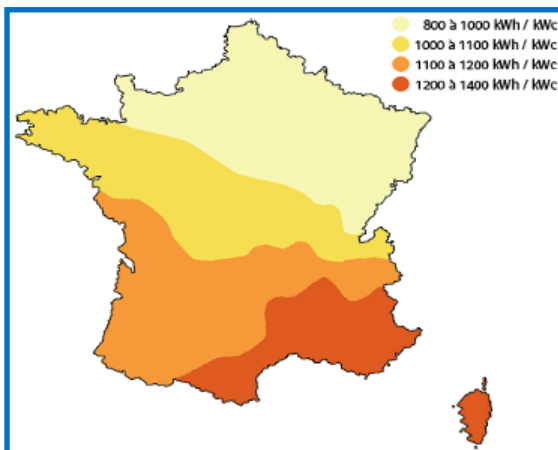 800 à 1000 kWh / kWc
1000 à 1100 kWh / kWc
1100 à 1200 kWh / kWc
1200 à 1400 kWh / kWc